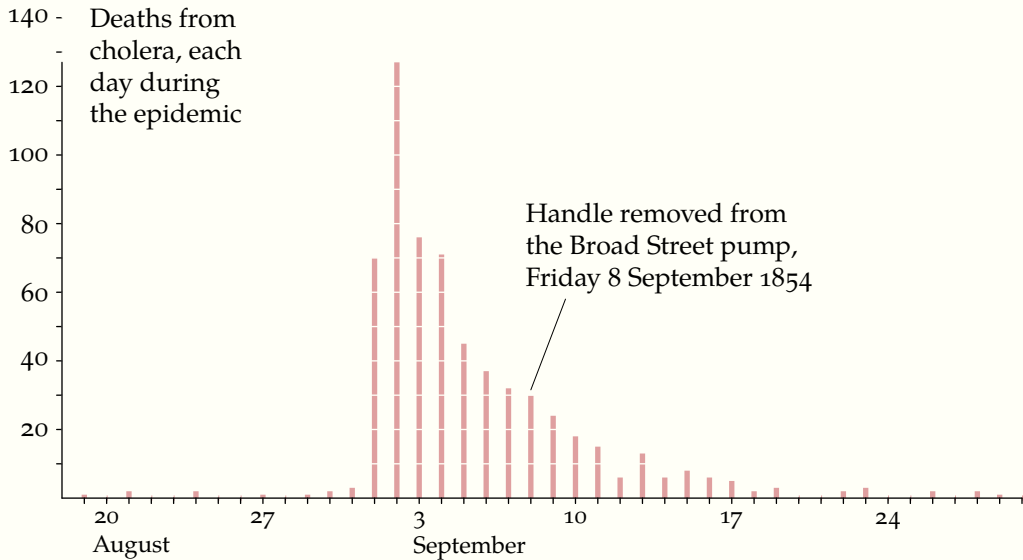 Deaths from
cholera, each
day during
the epidemic
140
120
100
80
60
40
20
Handle removed from
the Broad Street pump,
Friday 8 September 1854
20 27 3 10 17 24
August September